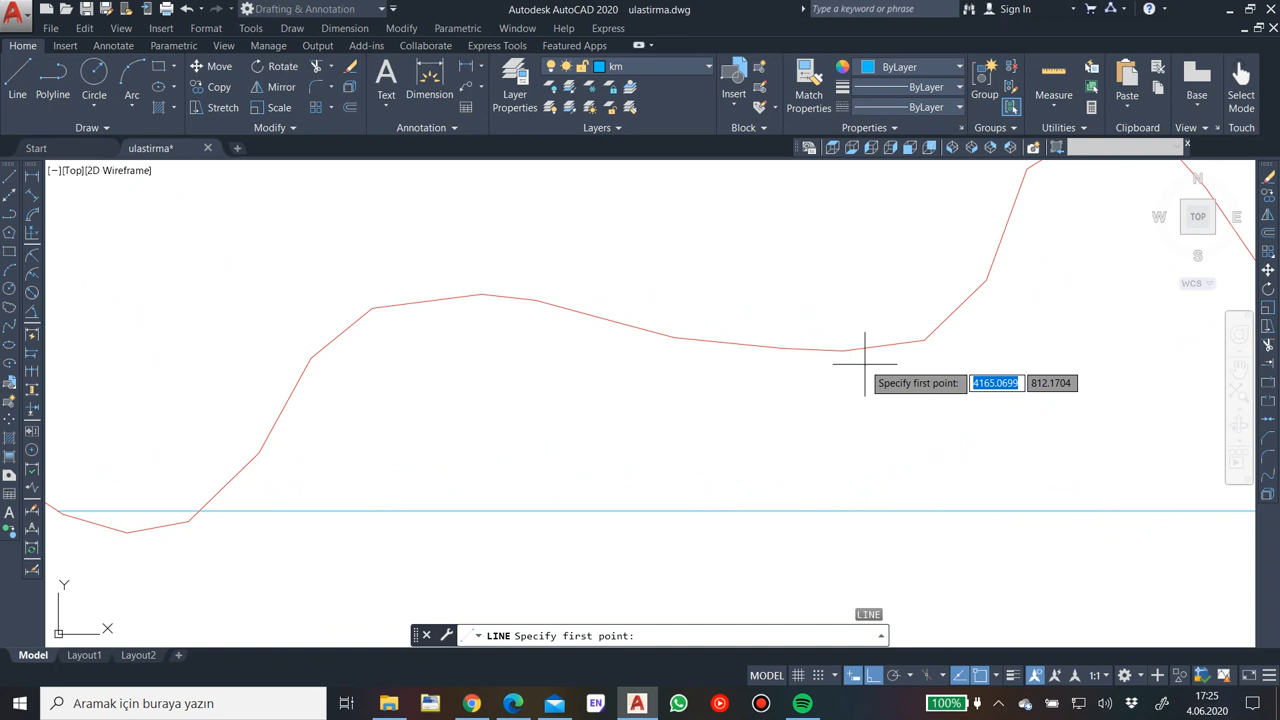 Drafting & Annotation
Autodesk AutoCAD 2020 ulastirma.dwg
Type a keyword or phrase
Sign In
File Edit View Insert Format Tools Draw Dimension Modify Parametric Window Help Express
Home Insert Annotate Parametric View Manage Output Add-ins Collaborate Express Tools Featured Apps
Line
Polyline
Circle
Arc
Move
Rotate
Copy
Mirror
Stretch
Scale
Text
Dimension
Layer
Properties
km
Insert
Match
Properties
ByLayer
ByLayer
ByLayer
Group
Measure
Paste
Base
Select
Mode
Draw
Modify
Annotation
Layers
Block
Properties
Groups
Utilities
Clipboard
View
Touch
Start
ulastirma*
[−][Top][2D Wireframe]
N
W
TOP
E
S
WCS
Specify first point: 4165.0699 812.1704
Y
X
LINE
LINE Specify first point:
Model Layout1 Layout2
MODEL
1:1
Aramak için buraya yazın
EN
100%
17:25
4.06.2020